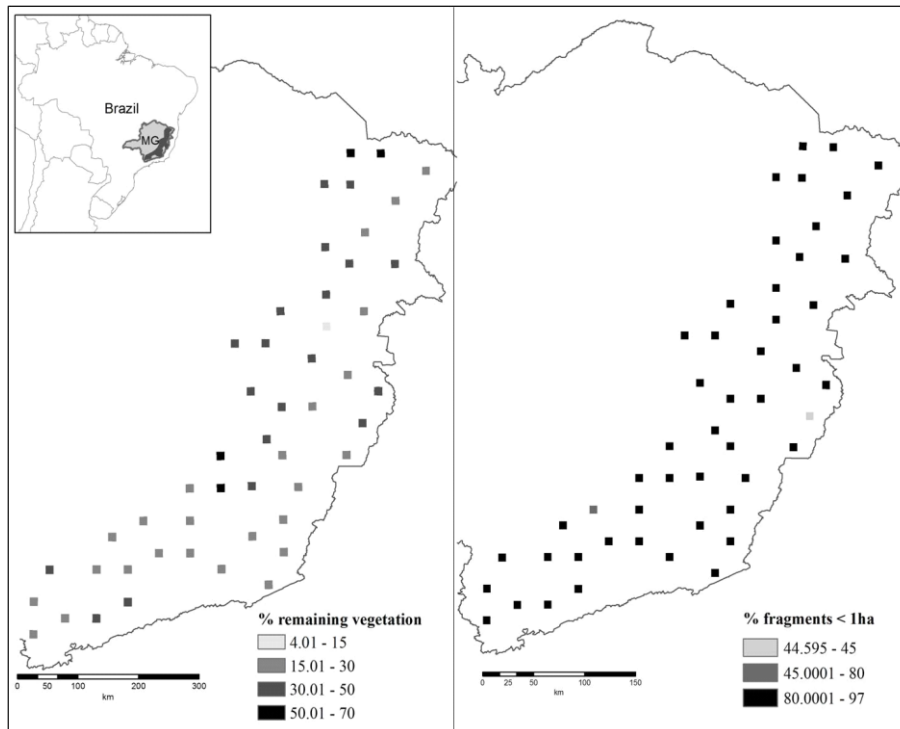 Brazil
MG
% remaining vegetation
4.01 - 15
15.01 - 30
30.01 - 50
50.01 - 70
0 50 100 200 300
km
% fragments < 1ha
44.595 - 45
45.0001 - 80
80.0001 - 97
0 25 50 100 150
km